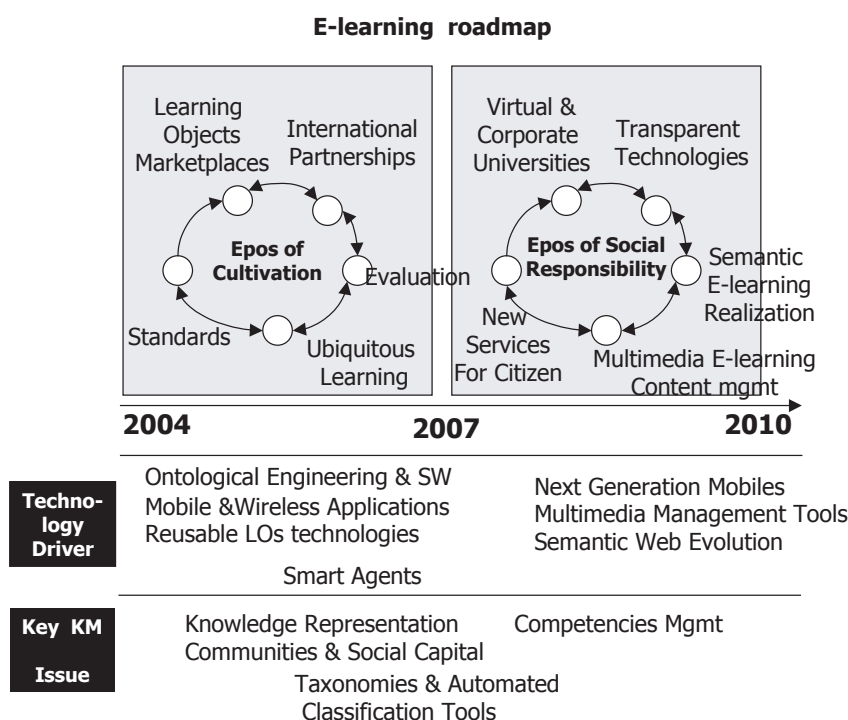 E-learning roadmap
Learning
Objects
Marketplaces
International
Partnerships
Epos of
Cultivation
Evaluation
Standards
Ubiquitous
Learning
Virtual &
Corporate
Universities
Transparent
Technologies
Epos of Social
Responsibility
Semantic
E-learning
Realization
New
Services
For Citizen
Multimedia E-learning
Content mgmt
2004
2007
2010
Techno-
logy
Driver
Ontological Engineering & SW
Mobile &Wireless Applications
Reusable LOs technologies
Smart Agents
Next Generation Mobiles
Multimedia Management Tools
Semantic Web Evolution
Key KM
Issue
Knowledge Representation
Communities & Social Capital
Taxonomies & Automated
Classification Tools
Competencies Mgmt